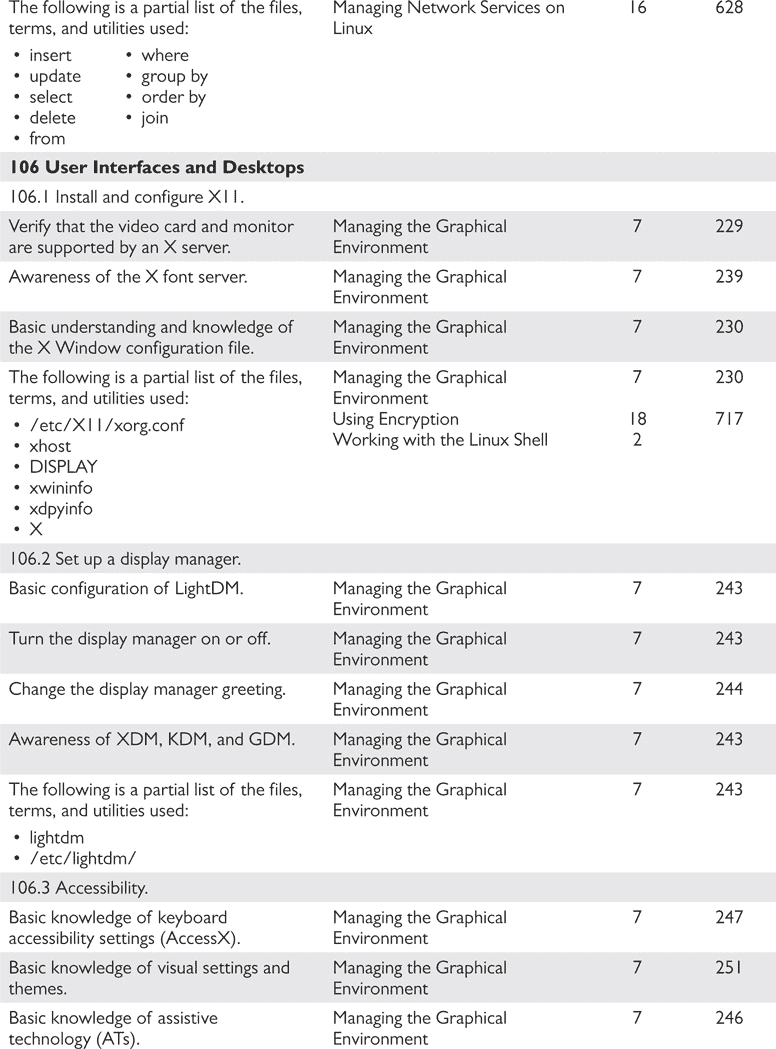 The following is a partial list of the files, Managing Network Services on 16 628
terms, and utilities used: Linux
• insert • where
• update • group by
• select • order by
• delete • join
• from
106 User Interfaces and Desktops
106.1 Install and configure X11.
Verify that the video card and monitor Managing the Graphical 7 229
are supported by an X server. Environment
Awareness of the X font server. Managing the Graphical 7 239
Environment
Basic understanding and knowledge of Managing the Graphical 7 230
the X Window configuration file. Environment
The following is a partial list of the files, Managing the Graphical 7 230
terms, and utilities used: Environment
• /etc/X11/xorg.conf Using Encryption 18 717
• xhost Working with the Linux Shell 2
• DISPLAY
• xwininfo
• xdpyinfo
• X
106.2 Set up a display manager.
Basic configuration of LightDM. Managing the Graphical 7 243
Environment
Turn the display manager on or off. Managing the Graphical 7 243
Environment
Change the display manager greeting. Managing the Graphical 7 244
Environment
Awareness of XDM, KDM, and GDM. Managing the Graphical 7 243
Environment
The following is a partial list of the files, Managing the Graphical 7 243
terms, and utilities used: Environment
• lightdm
• /etc/lightdm/
106.3 Accessibility.
Basic knowledge of keyboard Managing the Graphical 7 247
accessibility settings (AccessX). Environment
Basic knowledge of visual settings and Managing the Graphical 7 251
themes. Environment
Basic knowledge of assistive Managing the Graphical 7 246
technology (ATs). Environment